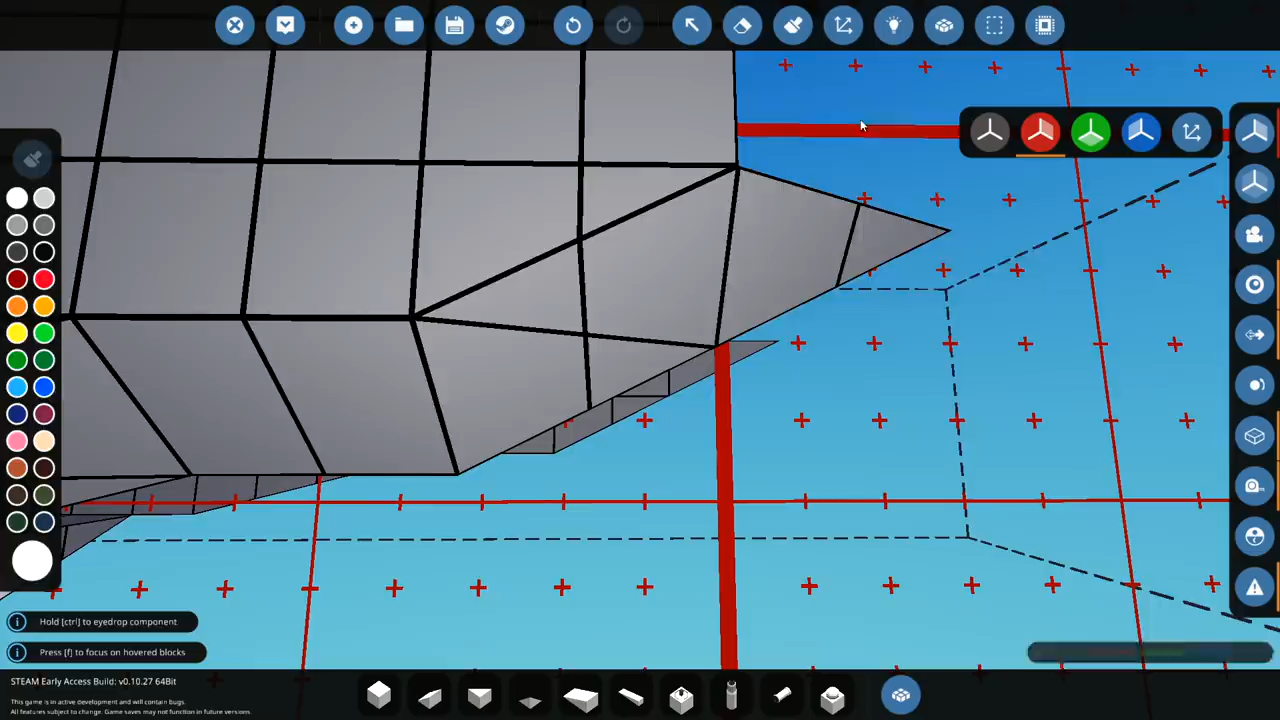 Hold [ctrl] to eyedrop component
Press [f] to focus on hovered blocks
STEAM Early Access Build: v0.10.27 64Bit
This game is in active development and will contain bugs.
All features subject to change. Game saves may not function in future versions.